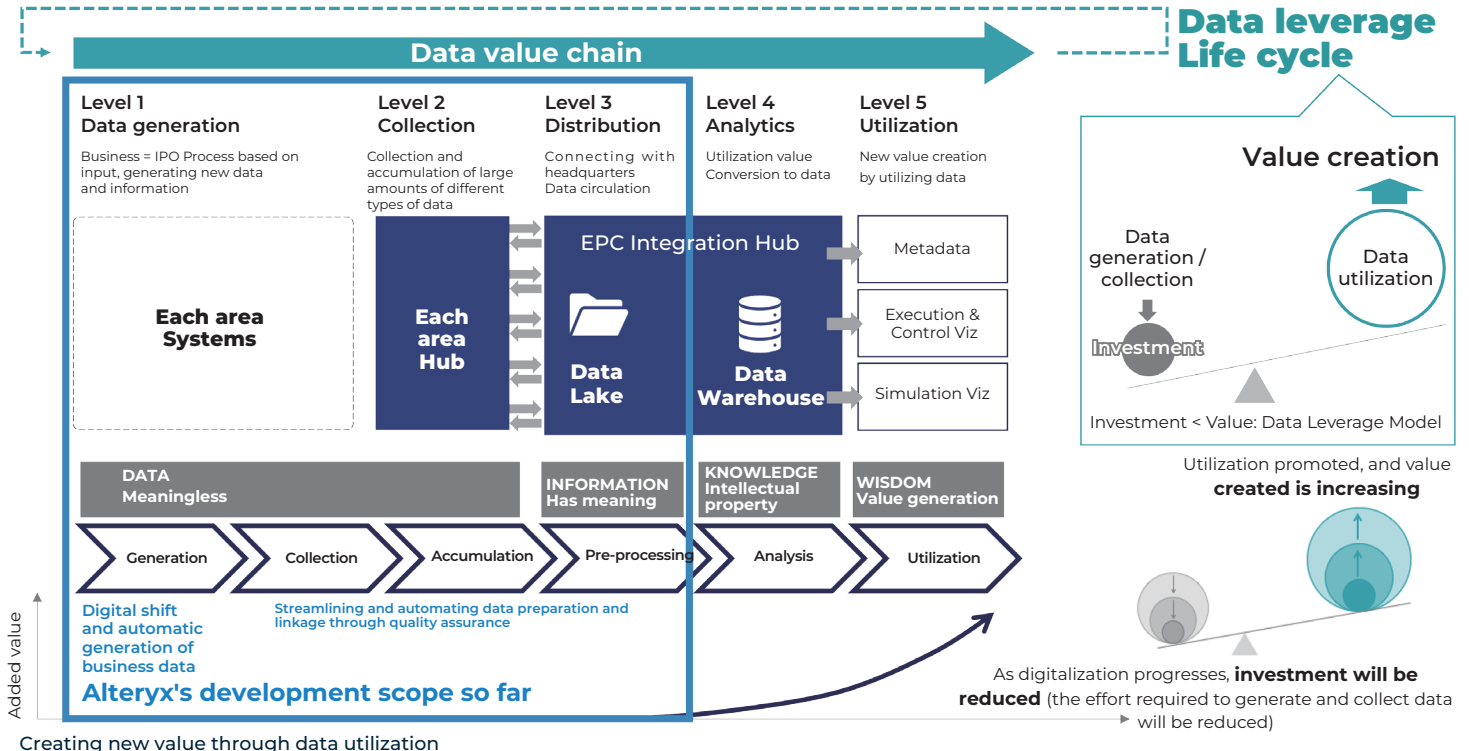 Data value chain
Data leverage
Life cycle
Level 1
Data generation
Business = IPO Process based on
input, generating new data
and information
Level 2
Collection
Collection and
accumulation of large
amounts of different
types of data
Level 3
Distribution
Connecting with
headquarters
Data circulation
Level 4
Analytics
Utilization value
Conversion to data
Level 5
Utilization
New value creation
by utilizing data
Each area
Systems
Each
area
Hub
EPC Integration Hub
Data
Lake
Data
Warehouse
Metadata
Execution &
Control Viz
Simulation Viz
DATA
Meaningless
INFORMATION
Has meaning
KNOWLEDGE
Intellectual
property
WISDOM
Value generation
Generation
Collection
Accumulation
Pre-processing
Analysis
Utilization
Digital shift
and automatic
generation of
business data
Streamlining and automating data preparation and
linkage through quality assurance
Alteryx's development scope so far
Added value
Creating new value through data utilization
Value creation
Data
generation /
collection
Investment
Data
utilization
Investment < Value: Data Leverage Model
Utilization promoted, and value
created is increasing
As digitalization progresses, investment will be
reduced (the effort required to generate and collect data
will be reduced)